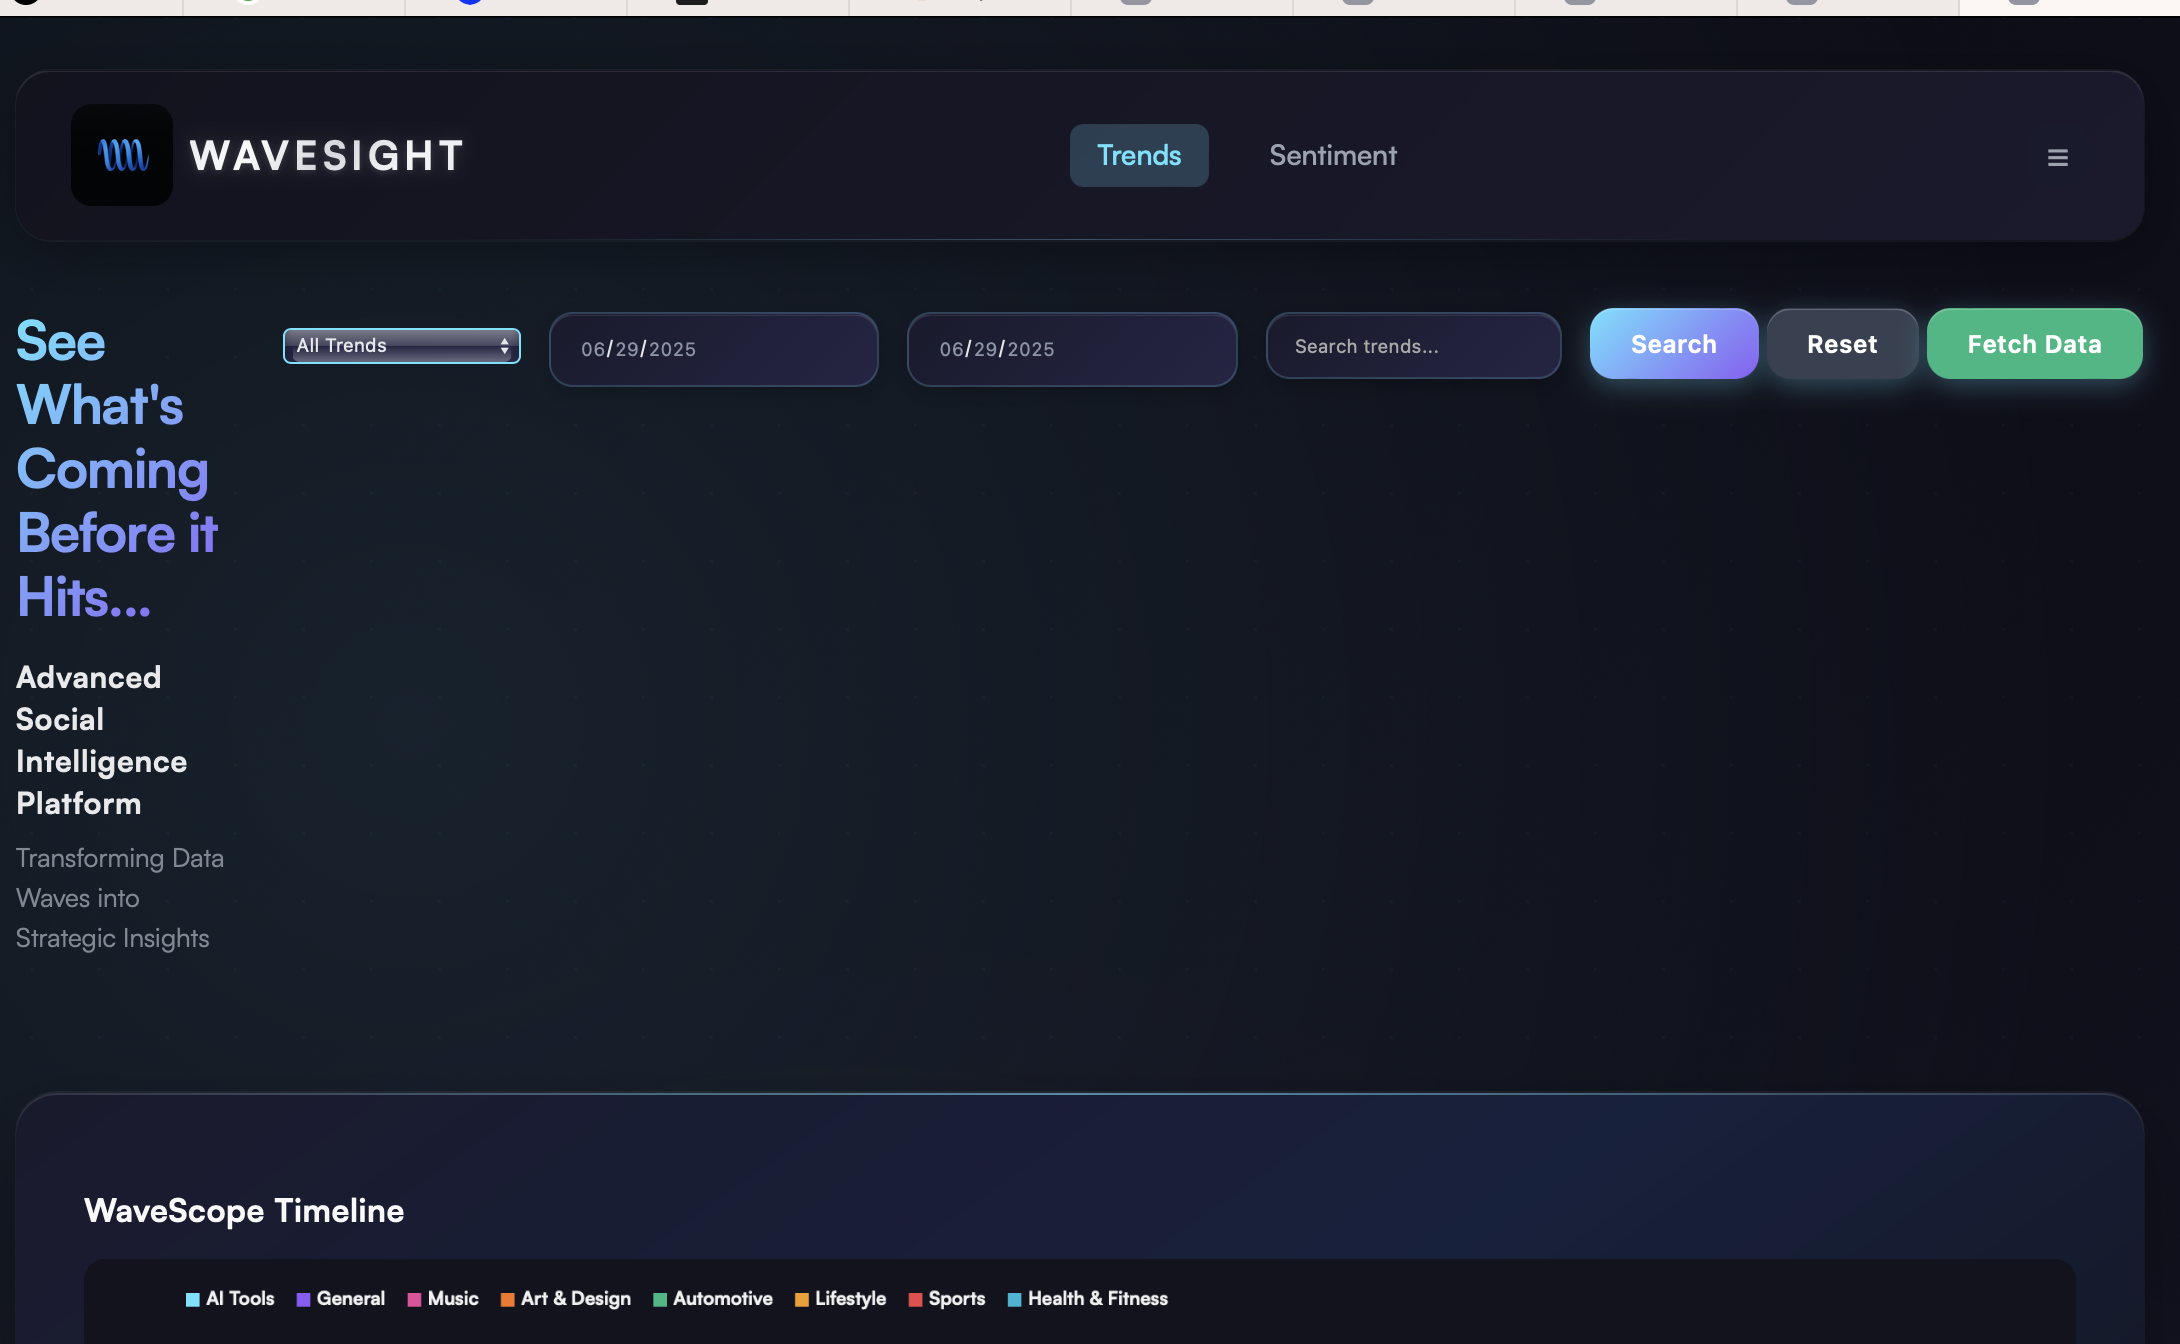 WAVESIGHT
Trends
Sentiment
See
What's
Coming
Before it
Hits...
Advanced
Social
Intelligence
Platform
Transforming Data
Waves into
Strategic Insights
All Trends
06/29/2025
06/29/2025
Search trends...
Search
Reset
Fetch Data
WaveScope Timeline
AI Tools General Music Art & Design Automotive Lifestyle Sports Health & Fitness